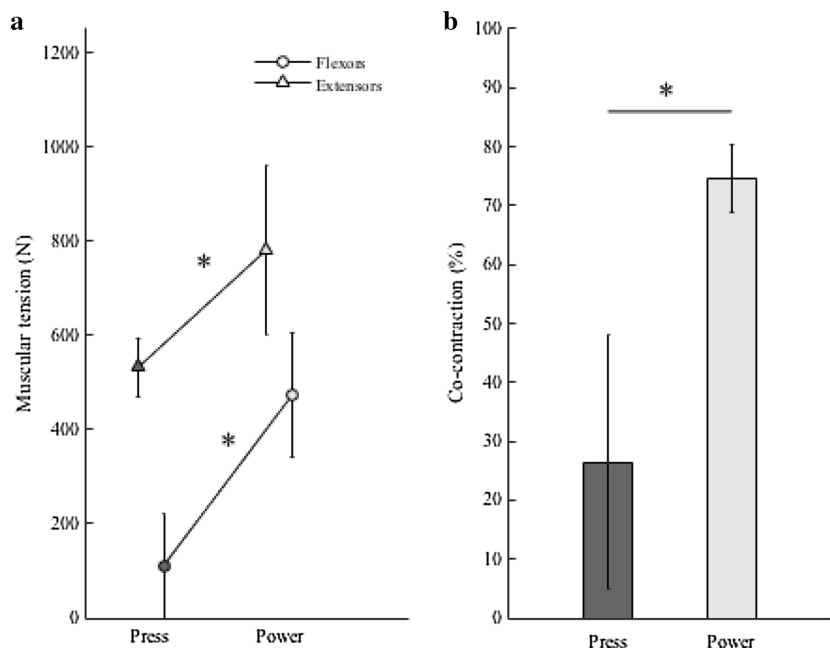 a
Muscular tension (N)
1200
1000
800
600
400
200
0
Flexors
Extensors
*
*
Press
Power
b
Co-contraction (%)
100
90
80
70
60
50
40
30
20
10
0
*
Press
Power